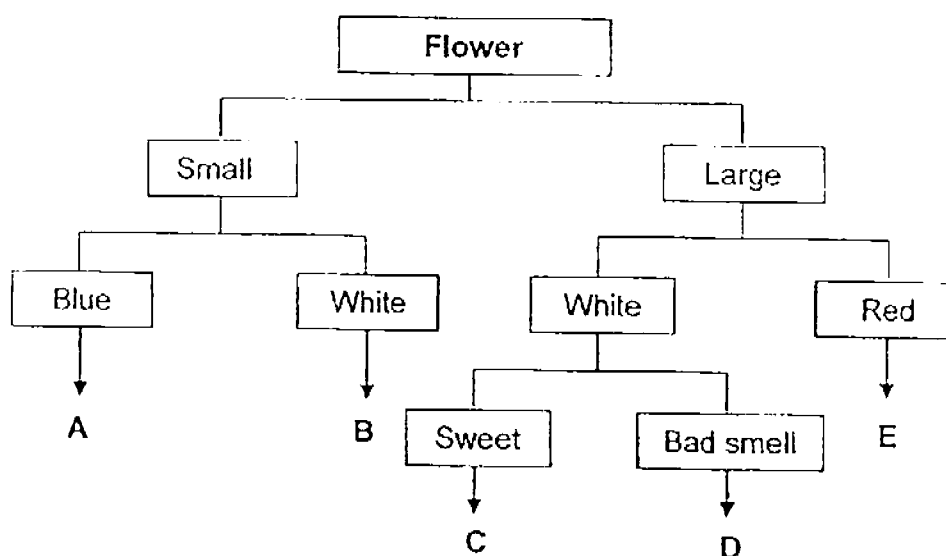 Flower
Small
Large
Blue
White
White
Red
A
B
Sweet
Bad smell
E
C
D